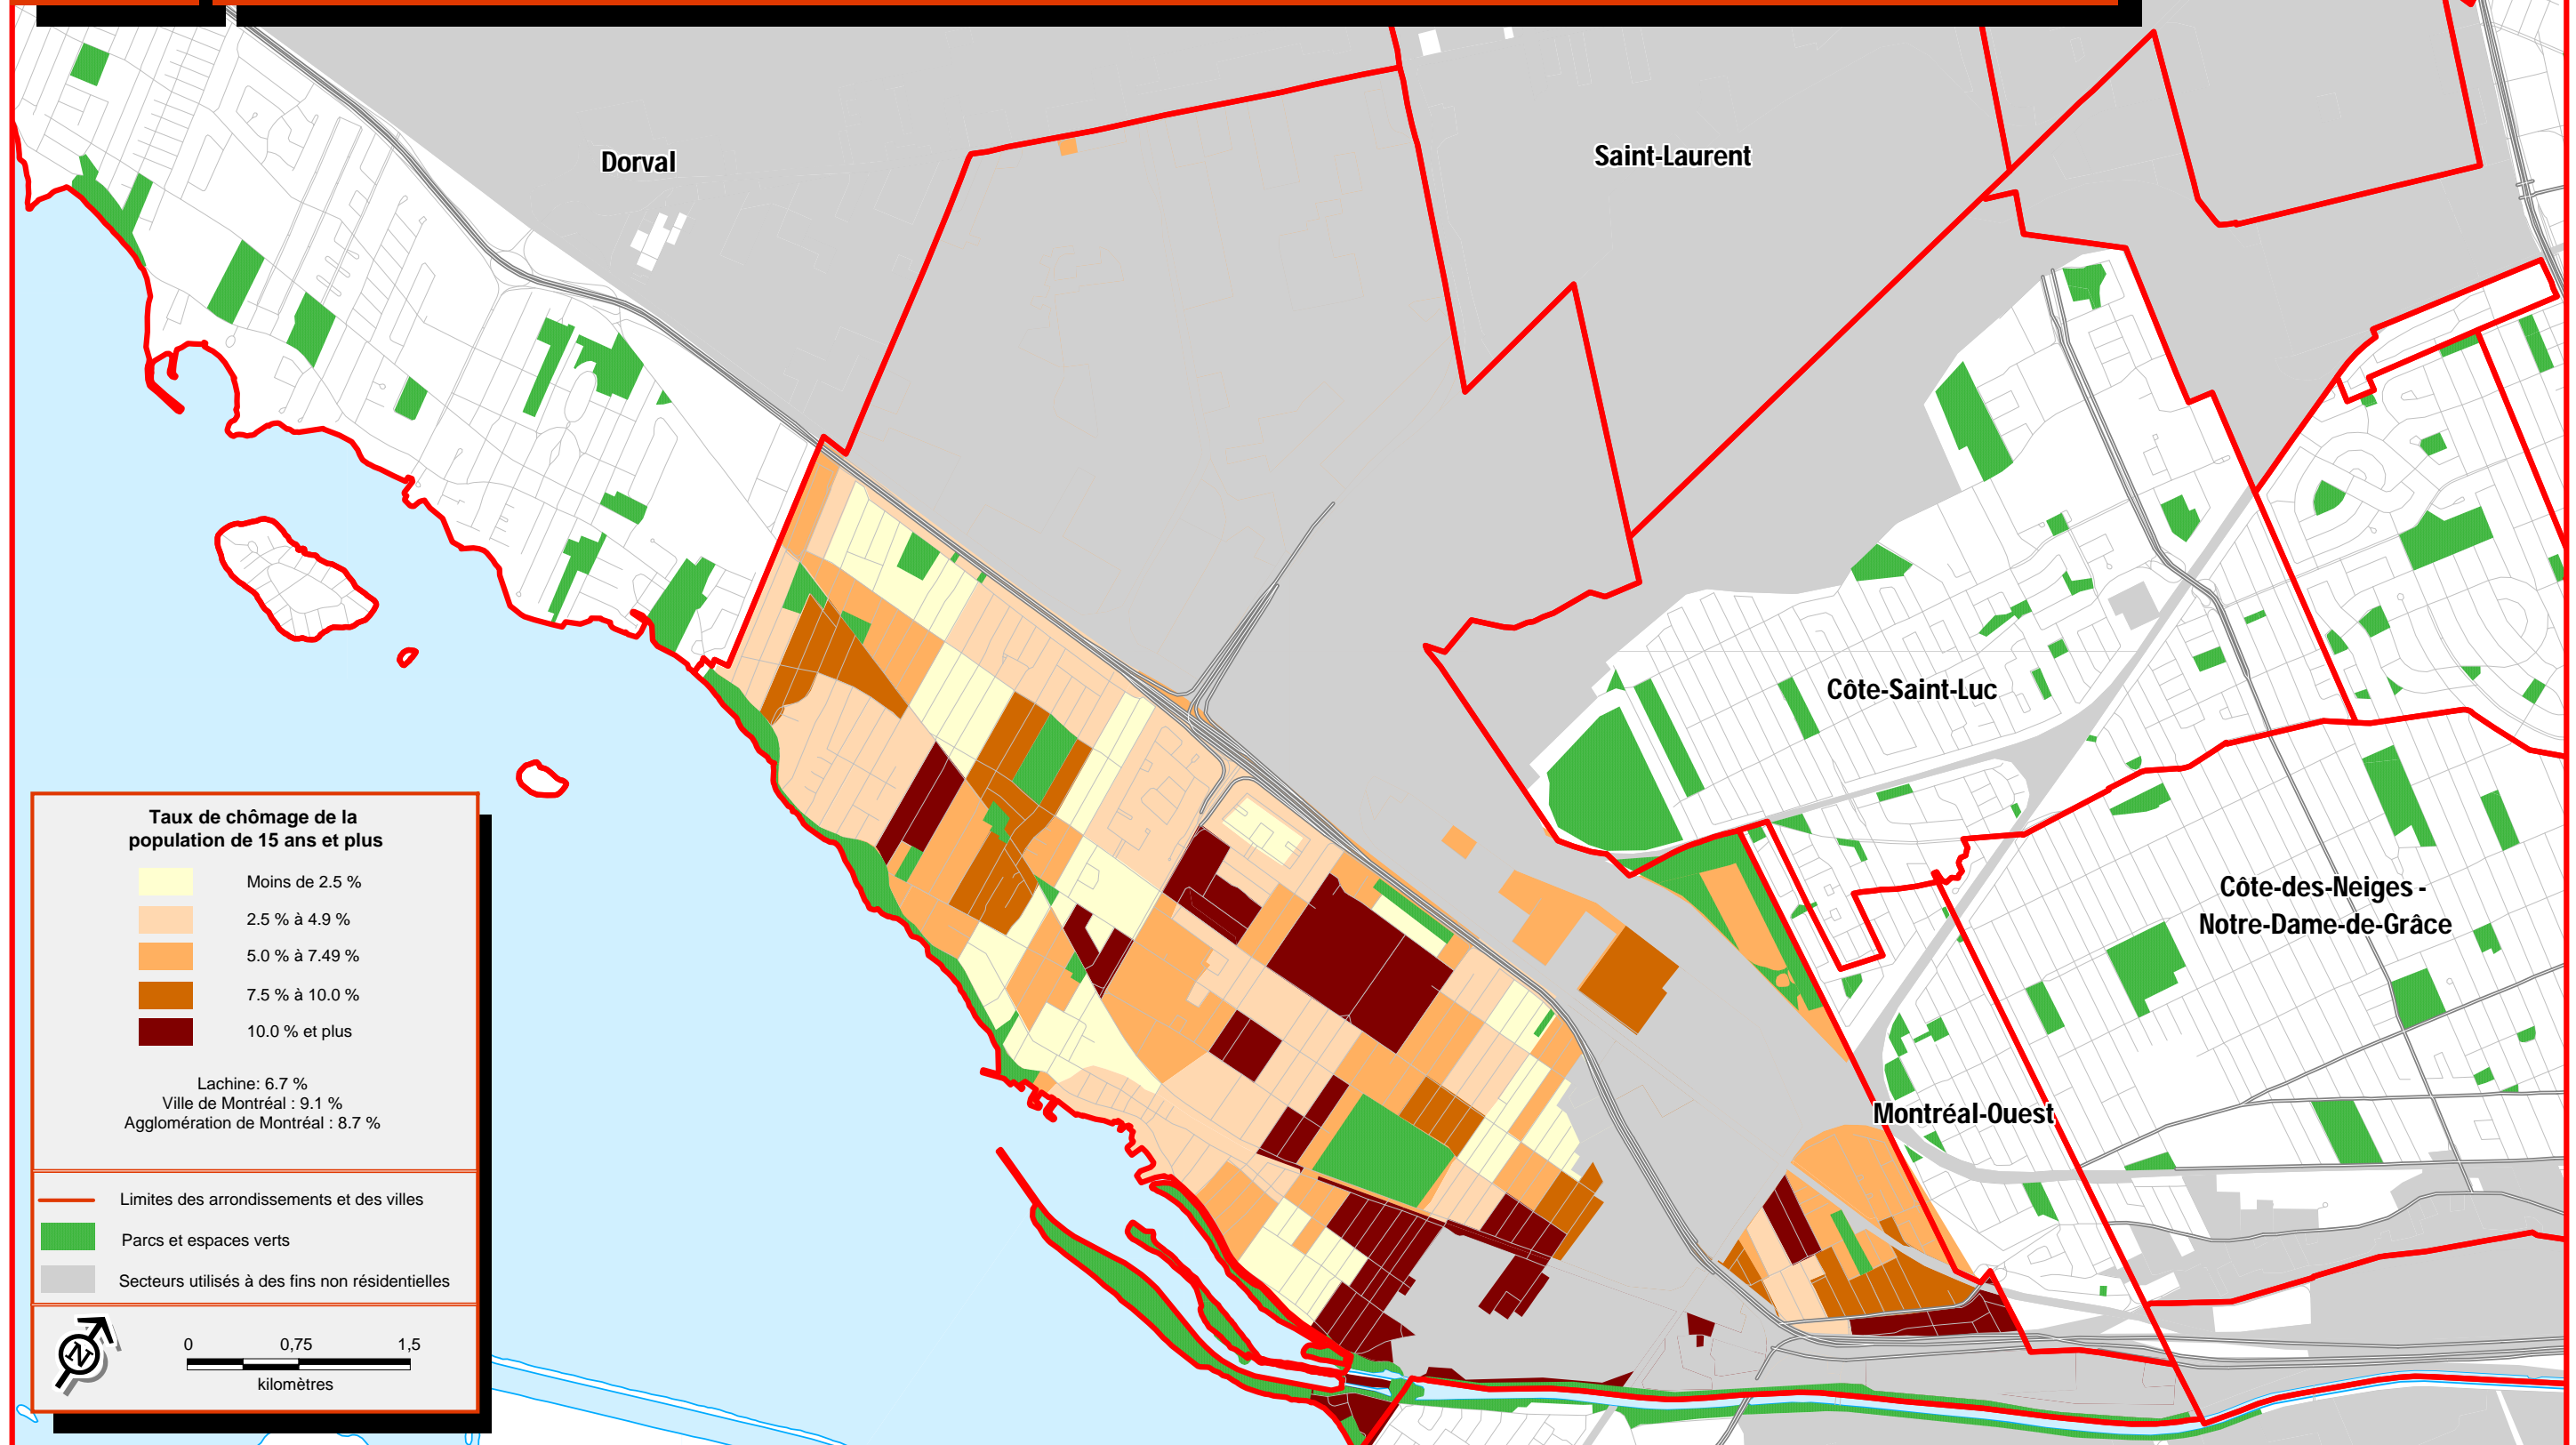 Dorval
Saint-Laurent
Côte-Saint-Luc
Côte-des-Neiges -
Notre-Dame-de-Grâce
Montréal-Ouest
Taux de chômage de la
population de 15 ans et plus
Moins de 2.5 %
2.5 % à 4.9 %
5.0 % à 7.49 %
7.5 % à 10.0 %
10.0 % et plus
Lachine: 6.7 %
Ville de Montréal : 9.1 %
Agglomération de Montréal : 8.7 %
Limites des arrondissements et des villes
Parcs et espaces verts
Secteurs utilisés à des fins non résidentielles
N
0 0,75 1,5
kilomètres